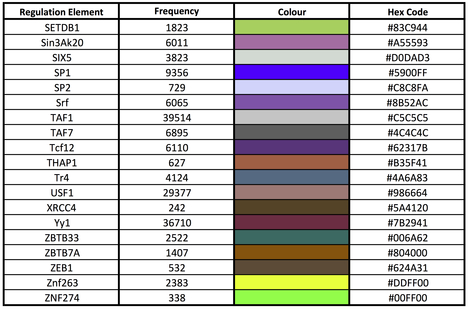 Regulation Element Frequency Colour Hex Code
SETDB1 1823 #83C944
Sin3Ak20 6011 #A55593
SIX5 3823 #D0DAD3
SP1 9356 #5900FF
SP2 729 #C8C8FA
Srf 6065 #8B52AC
TAF1 39514 #C5C5C5
TAF7 6895 #4C4C4C
Tcf12 6110 #62317B
THAP1 627 #B35F41
Tr4 4124 #4A6A83
USF1 29377 #986664
XRCC4 242 #5A4120
Yy1 36710 #7B2941
ZBTB33 2522 #006A62
ZBTB7A 1407 #804000
ZEB1 532 #624A31
Znf263 2383 #DDFF00
ZNF274 338 #00FF00